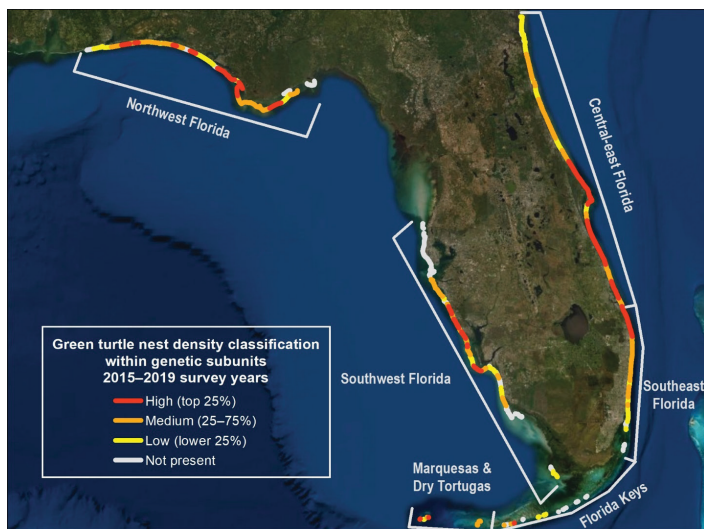 Northwest Florida
Central-east Florida
Green turtle nest density classification
within genetic subunits
2015–2019 survey years
High (top 25%)
Medium (25–75%)
Low (lower 25%)
Not present
Southwest Florida
Southeast
Florida
Marquesas &
Dry Tortugas
Florida Keys